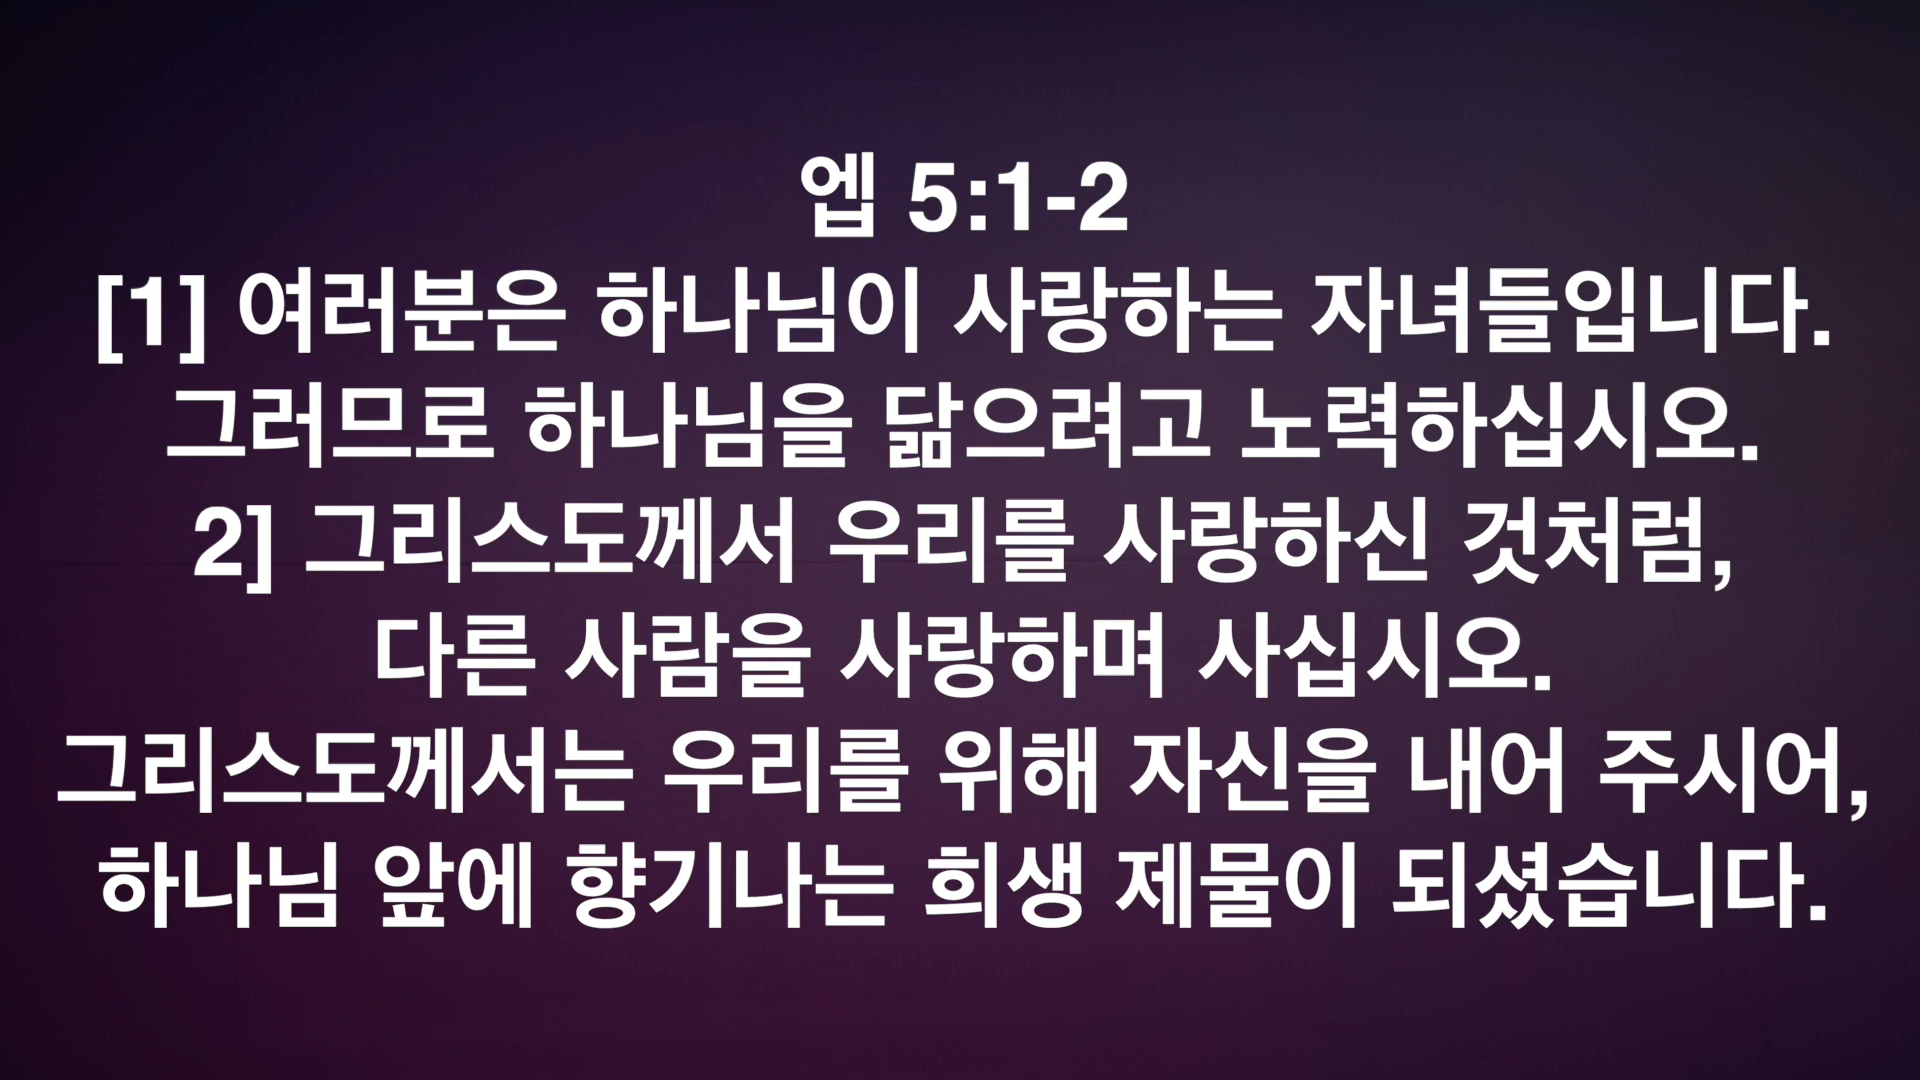 엡 5:1-2
[1] 여러분은 하나님이 사랑하는 자녀들입니다.
그러므로 하나님을 닮으려고 노력하십시오.
2] 그리스도께서 우리를 사랑하신 것처럼,
다른 사람을 사랑하며 사십시오.
그리스도께서는 우리를 위해 자신을 내어 주시어,
하나님 앞에 향기나는 희생 제물이 되셨습니다.